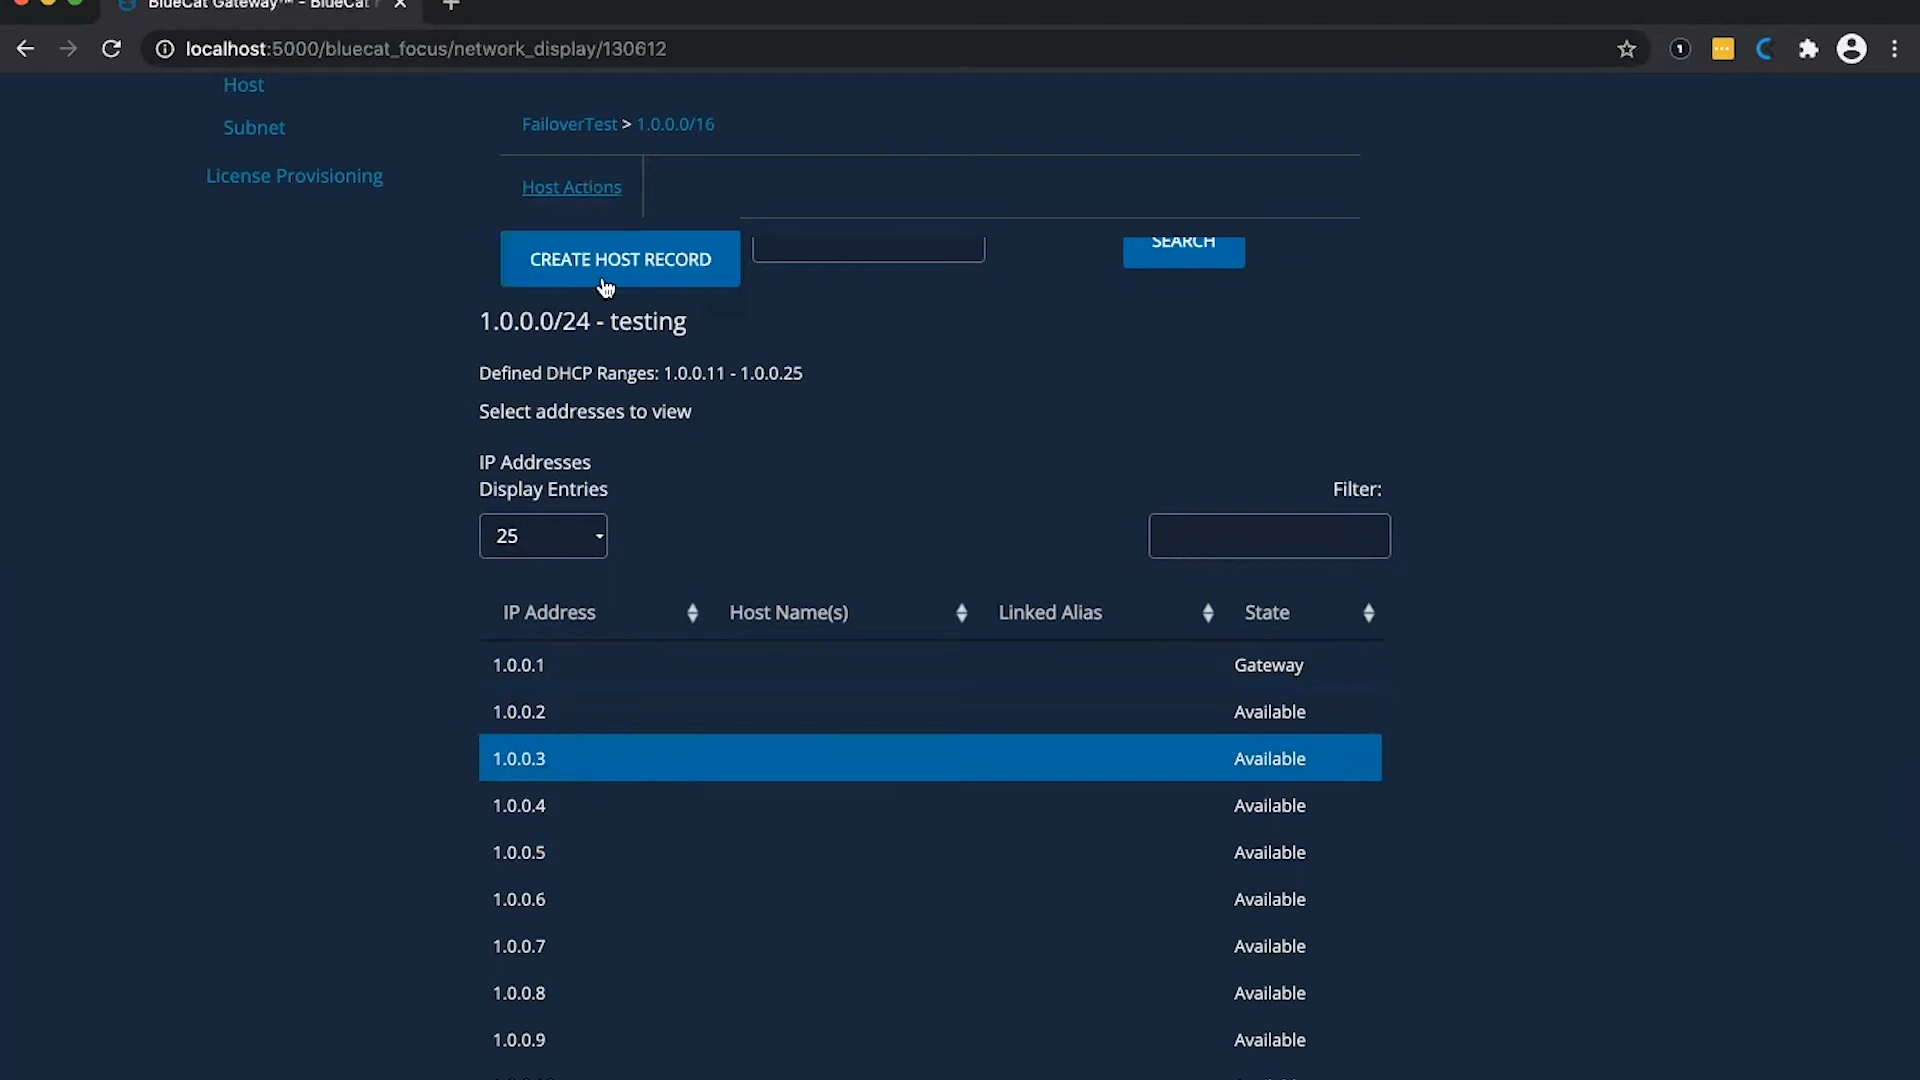 BlueCat Gateway™ - BlueCat
localhost:5000/bluecat_focus/network_display/130612
Host
Subnet
License Provisioning
FailoverTest > 1.0.0.0/16
Host Actions
CREATE HOST RECORD
SEARCH
1.0.0.0/24 - testing
Defined DHCP Ranges: 1.0.0.11 - 1.0.0.25
Select addresses to view
IP Addresses
Display Entries
Filter:
25
IP Address Host Name(s) Linked Alias State
1.0.0.1 Gateway
1.0.0.2 Available
1.0.0.3 Available
1.0.0.4 Available
1.0.0.5 Available
1.0.0.6 Available
1.0.0.7 Available
1.0.0.8 Available
1.0.0.9 Available